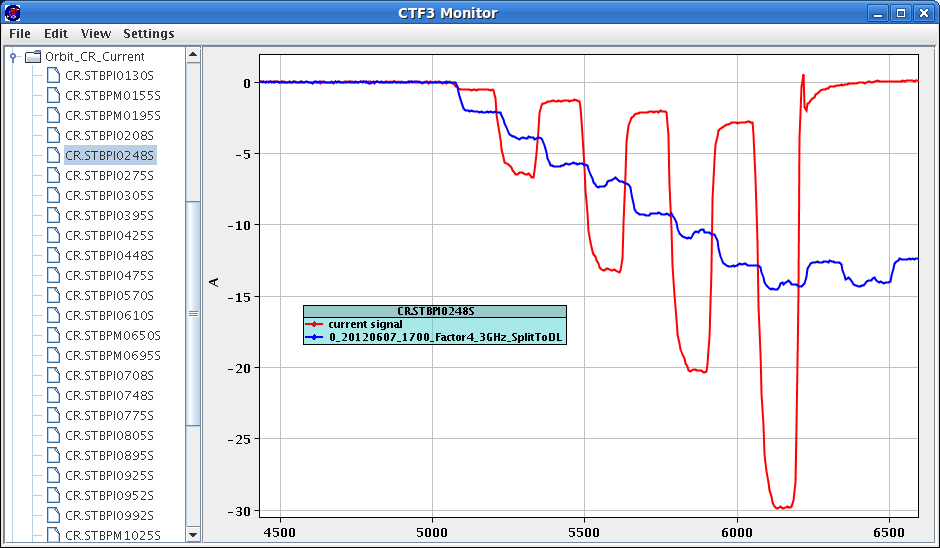 CTF3 Monitor
File Edit View Settings
Orbit_CR_Current
CR.STBPI0130S
CR.STBPM0155S
CR.STBPM0195S
CR.STBPI0208S
CR.STBPI0248S
CR.STBPI0275S
CR.STBPI0305S
CR.STBPI0395S
CR.STBPI0425S
CR.STBPI0448S
CR.STBPI0475S
CR.STBPI0570S
CR.STBPI0610S
CR.STBPM0650S
CR.STBPM0695S
CR.STBPI0708S
CR.STBPI0748S
CR.STBPI0775S
CR.STBPI0805S
CR.STBPI0895S
CR.STBPI0925S
CR.STBPI0952S
CR.STBPI0992S
CR.STBPM1025S
A
0
-5
-10
-15
-20
-25
-30
4500 5000 5500 6000 6500
CR.STBPI0248S
current signal
0_20120607_1700_Factor4_3GHz_SplitToDL